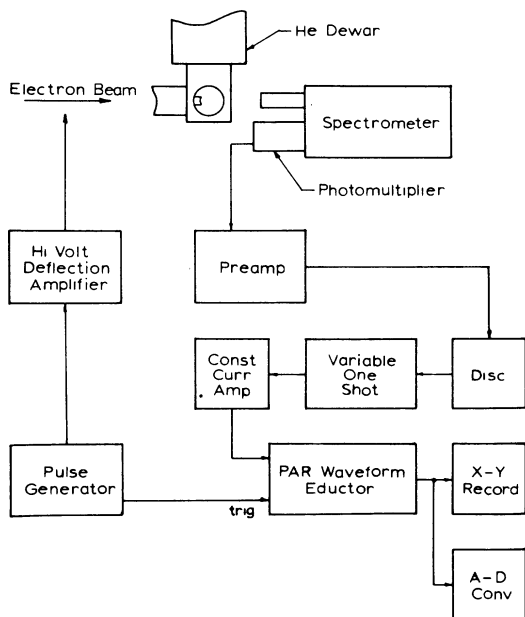 He Dewar
Electron Beam
Spectrometer
Photomultiplier
Hi Volt
Deflection
Amplifier
Preamp
Const
Curr
Amp
Variable
One
Shot
Disc
Pulse
Generator
trig
PAR Waveform
Eductor
X-Y
Record
A-D
Conv